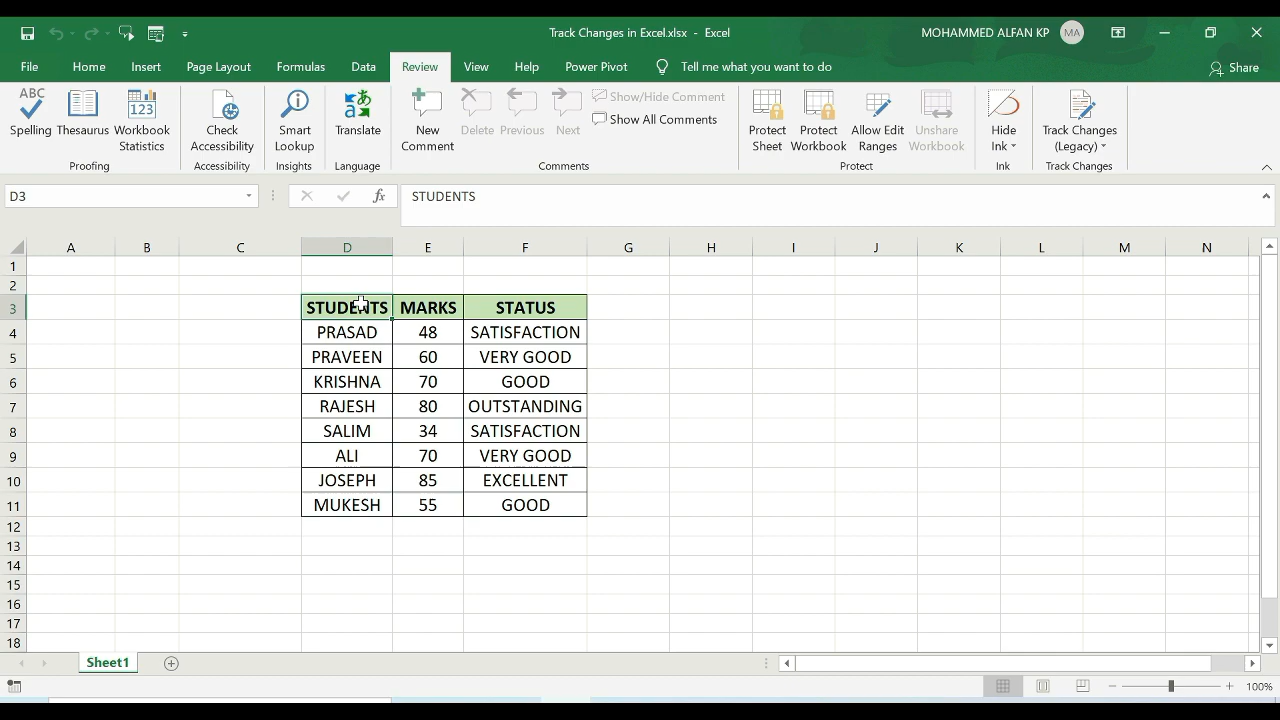 Track Changes in Excel.xlsx - Excel
MOHAMMED ALFAN KP
MA
File Home Insert Page Layout Formulas Data Review View Help Power Pivot Tell me what you want to do
Share
ABC
Spelling
Thesaurus
123
Workbook
Statistics
Proofing
Check
Accessibility
Accessibility
Smart
Lookup
Insights
Translate
Language
New
Comment
Delete
Previous
Next
Show/Hide Comment
Show All Comments
Comments
Protect
Sheet
Protect
Workbook
Allow Edit
Ranges
Unshare
Workbook
Protect
Hide
Ink
Ink
Track Changes
(Legacy)
Track Changes
D3
fx
STUDENTS
A B C D E F G H I J K L M N
1
2
3 STUDENTS MARKS STATUS
4 PRASAD 48 SATISFACTION
5 PRAVEEN 60 VERY GOOD
6 KRISHNA 70 GOOD
7 RAJESH 80 OUTSTANDING
8 SALIM 34 SATISFACTION
9 ALI 70 VERY GOOD
10 JOSEPH 85 EXCELLENT
11 MUKESH 55 GOOD
12
13
14
15
16
17
18
Sheet1
100%